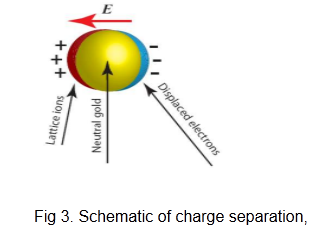 E
+ + +
− − −
Lattice ions
Neutral gold
Displaced electrons
Fig 3. Schematic of charge separation,